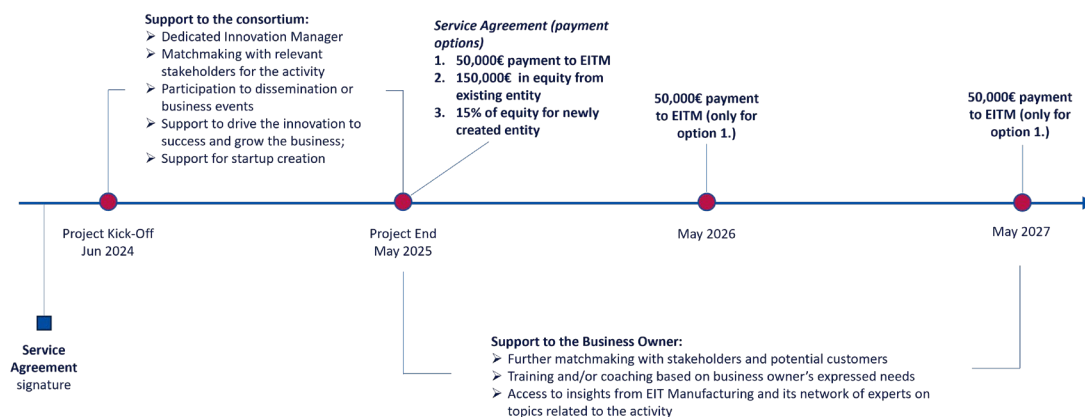 Support to the consortium:
➢ Dedicated Innovation Manager
➢ Matchmaking with relevant
stakeholders for the activity
➢ Participation to dissemination or
business events
➢ Support to drive the innovation to
success and grow the business;
➢ Support for startup creation
Service Agreement (payment
options)
1. 50,000€ payment to EITM
2. 150,000€ in equity from
existing entity
3. 15% of equity for newly
created entity
50,000€ payment
to EITM (only for
option 1.)
50,000€ payment
to EITM (only for
option 1.)
Project Kick-Off
Jun 2024
Project End
May 2025
May 2026
May 2027
Service
Agreement
signature
Support to the Business Owner:
➢ Further matchmaking with stakeholders and potential customers
➢ Training and/or coaching based on business owner's expressed needs
➢ Access to insights from EIT Manufacturing and its network of experts on
topics related to the activity